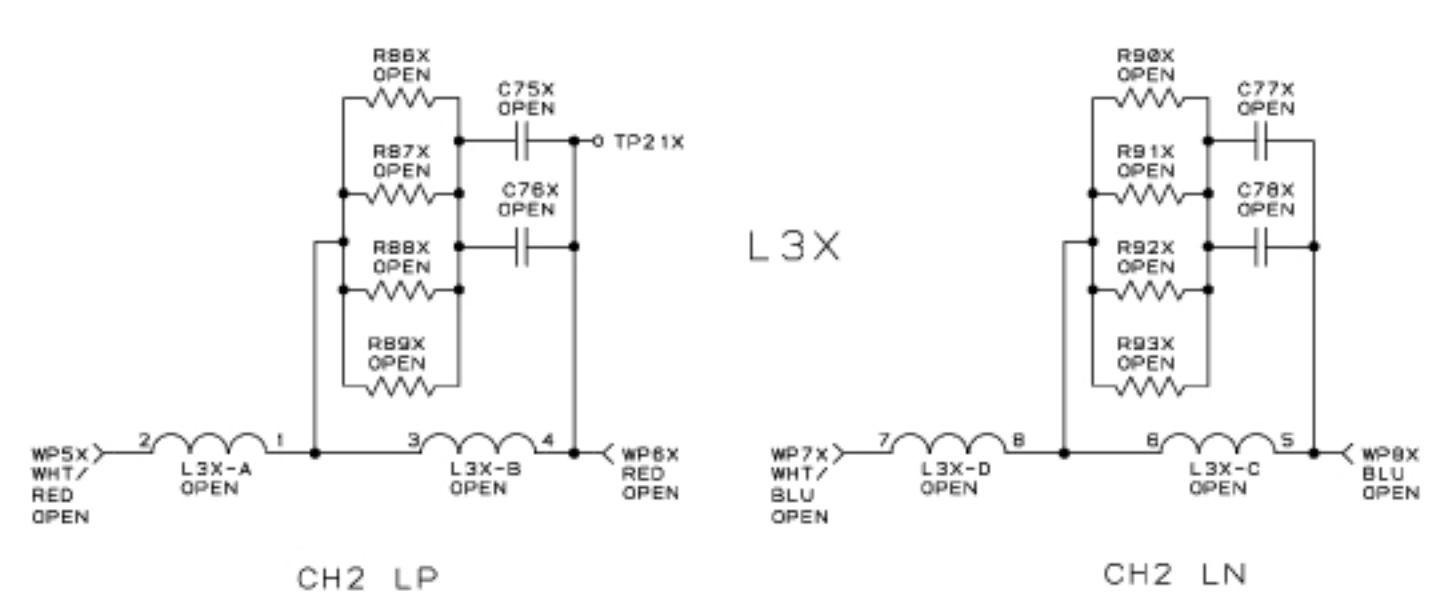 R86X
OPEN
C75X
OPEN
TP21X
R87X
OPEN
C76X
OPEN
R88X
OPEN
R89X
OPEN
WP5X
WHT/
RED
OPEN
2
1
L3X-A
OPEN
3
4
L3X-B
OPEN
WP6X
RED
OPEN
CH2 LP
L3X
R90X
OPEN
C77X
OPEN
R91X
OPEN
C78X
OPEN
R92X
OPEN
R93X
OPEN
WP7X
WHT/
BLU
OPEN
7
8
L3X-D
OPEN
6
5
L3X-C
OPEN
WP8X
BLU
OPEN
CH2 LN